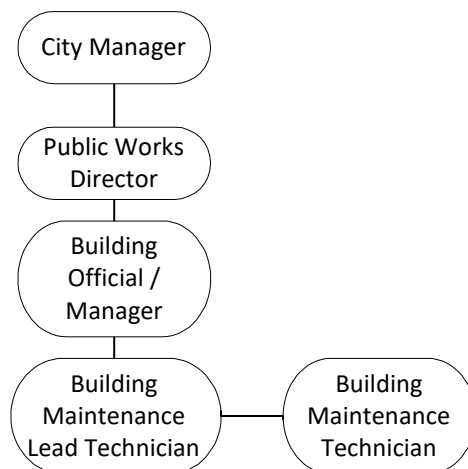 City Manager
Public Works
Director
Building
Official /
Manager
Building
Maintenance
Lead Technician
Building
Maintenance
Technician